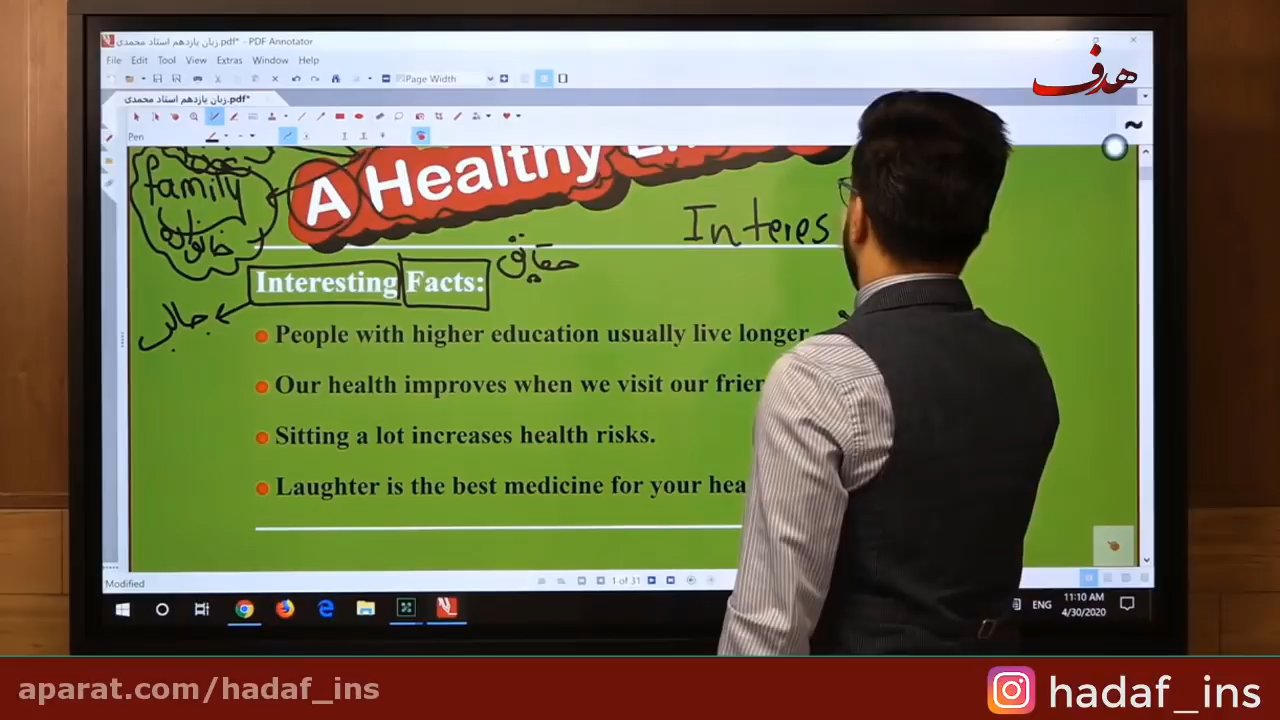 زبان یازدهم استاد محمدی.pdf* - PDF Annotator
هدف
File Edit Tool View Extras Window Help
Page Width
زبان یازدهم استاد محمدی.pdf*
Pen
family
A Healthy
خانواده
Interes
حقایق
Interesting Facts:
جالب
People with higher education usually live longer
Our health improves when we visit our frien
Sitting a lot increases health risks.
Laughter is the best medicine for your hea
Modified
1 of 31
ENG
11:10 AM
4/30/2020
aparat.com/hadaf_ins
hadaf_ins